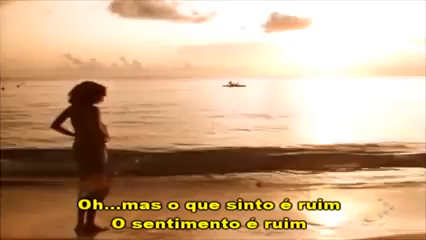 Oh...mas o que sinto é ruim
O sentimento é ruim